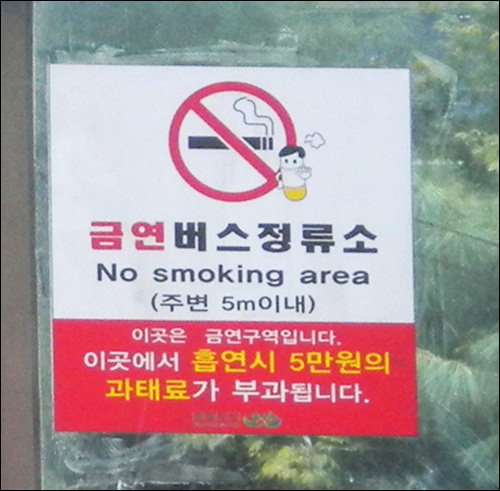 금연버스정류소
No smoking area
(주변 5m이내)
이곳은 금연구역입니다.
이곳에서 흡연시 5만원의
과태료가 부과됩니다.